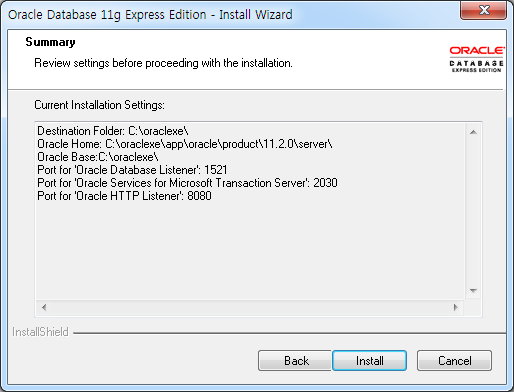 Oracle Database 11g Express Edition - Install Wizard
Summary
Review settings before proceeding with the installation.
ORACLE
DATABASE
EXPRESS EDITION
Current Installation Settings:
Destination Folder: C:\oraclexe\
Oracle Home: C:\oraclexe\app\oracle\product\11.2.0\server\
Oracle Base:C:\oraclexe\
Port for 'Oracle Database Listener': 1521
Port for 'Oracle Services for Microsoft Transaction Server': 2030
Port for 'Oracle HTTP Listener': 8080
InstallShield
Back
Install
Cancel